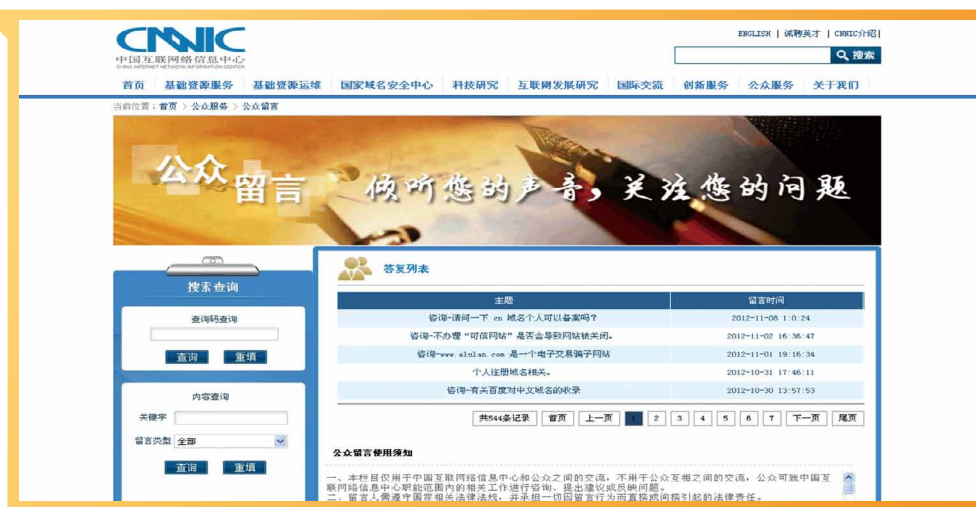 CNNIC
中国互联网络信息中心
CHINA INTERNET NETWORK INFORMATION CENTER
ENGLISH | 诚聘英才 | CNNIC介绍|
搜索
首页 基础资源服务 基础资源运维 国家域名安全中心 科技研究 互联网发展研究 国际交流 创新服务 公众服务 关于我们
当前位置：首页 > 公众服务 > 公众留言
公众留言 倾听您的声音，关注您的问题
搜索查询
查询码查询
查询 重填
内容查询
关键字
留言类型 全部
查询 重填
答复列表
主题 留言时间
咨询-请问一下 cn 域名个人可以备案吗？ 2012-11-08 1:0:24
咨询-不办理“可信网站”是否会导致网站被关闭。 2012-11-02 16:36:47
咨询-www.elulan.com 是一个电子交易骗子网站 2012-11-01 19:16:34
个人注册域名相关。 2012-10-31 17:46:11
咨询-有关百度对中文域名的收录 2012-10-30 13:57:53
共544条记录 首页 上一页 1 2 3 4 5 6 7 下一页 尾页
公众留言使用须知
一、本栏目仅用于中国互联网络信息中心和公众之间的交流，不用于公众互相之间的交流，公众可就中国互
联网络信息中心职能范围内的相关工作进行咨询、提出建议或反映问题。
二、留言人需遵守国家相关法律法规，并承担一切因留言行为而直接或间接引起的法律责任。